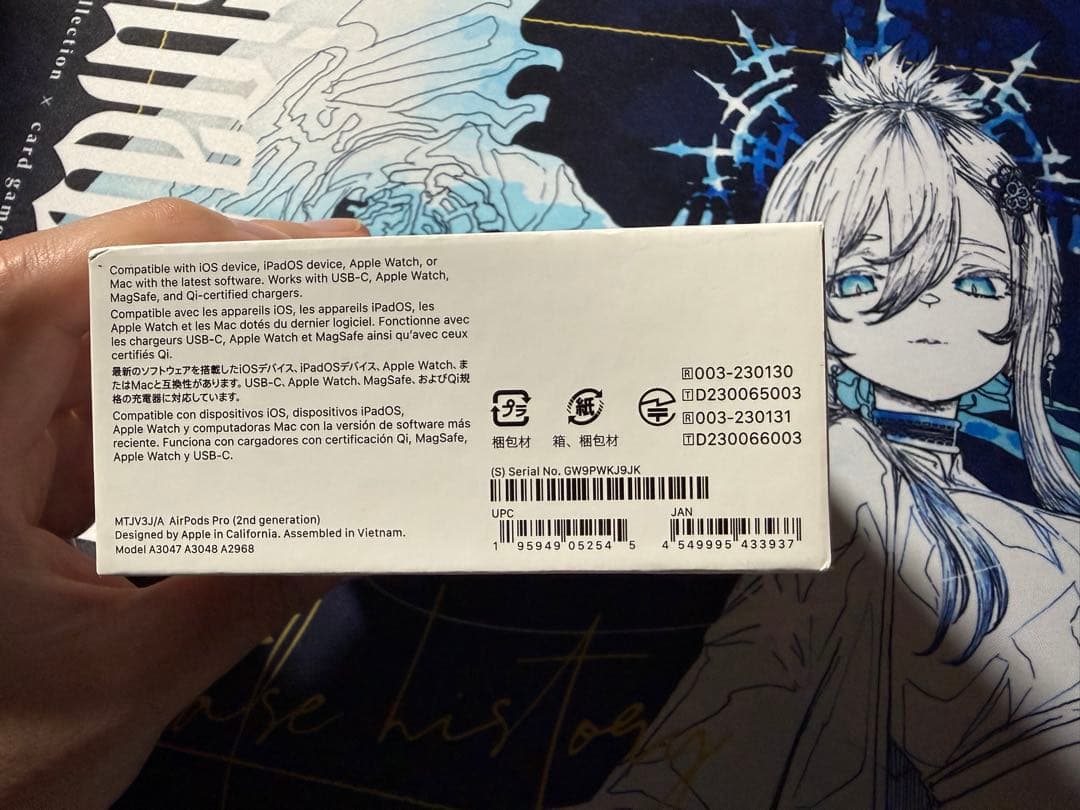 llection × card game
Compatible with iOS device, iPadOS device, Apple Watch, or
Mac with the latest software. Works with USB-C, Apple Watch,
MagSafe, and Qi-certified chargers.
Compatible avec les appareils iOS, les appareils iPadOS, les
Apple Watch et les Mac dotés du dernier logiciel. Fonctionne avec
les chargeurs USB-C, Apple Watch et MagSafe ainsi qu'avec ceux
certifiés Qi.
最新のソフトウェアを搭載したiOSデバイス、iPadOSデバイス、Apple Watch、ま
たはMacと互換性があります。USB-C、Apple Watch、MagSafe、およびQi規
格の充電器に対応しています。
Compatible con dispositivos iOS, dispositivos iPadOS,
Apple Watch y computadoras Mac con la versión de software más
reciente. Funciona con cargadores con certificación Qi, MagSafe,
Apple Watch y USB-C.
MTJV3J/A AirPods Pro (2nd generation)
Designed by Apple in California. Assembled in Vietnam.
Model A3047 A3048 A2968
プラ
梱包材
紙
箱、梱包材
R 003-230130
T D230065003
R 003-230131
T D230066003
(S) Serial No. GW9PWKJ9JK
UPC
1 95949 05254 5
JAN
4 549995 433937
false history